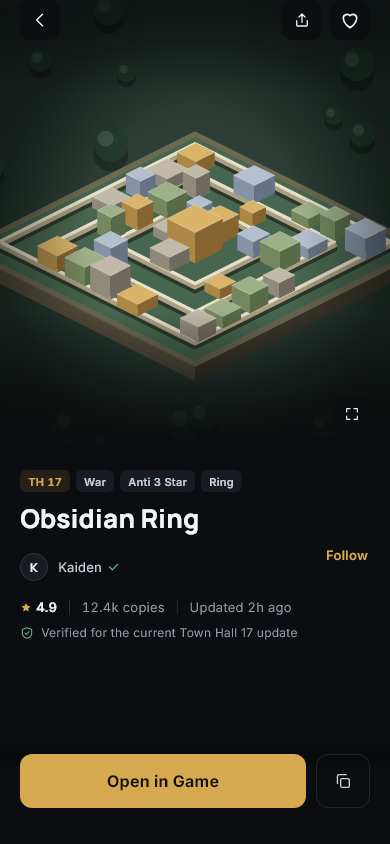 TH 17 War Anti 3 Star Ring
Obsidian Ring
K Kaiden Follow
4.9 12.4k copies Updated 2h ago
Verified for the current Town Hall 17 update
Open in Game